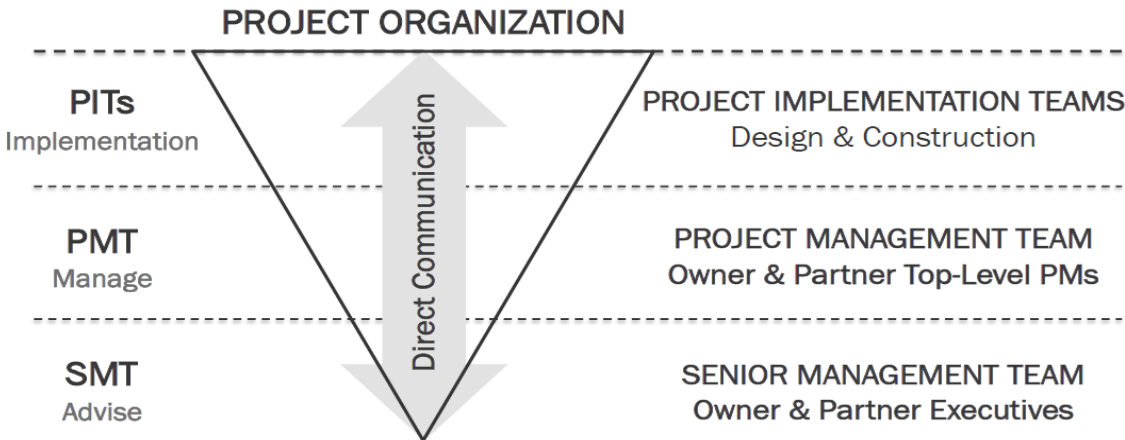 PROJECT ORGANIZATION
PITs
Implementation
PROJECT IMPLEMENTATION TEAMS
Design & Construction
Direct Communication
PMT
Manage
PROJECT MANAGEMENT TEAM
Owner & Partner Top-Level PMs
SMT
Advise
SENIOR MANAGEMENT TEAM
Owner & Partner Executives